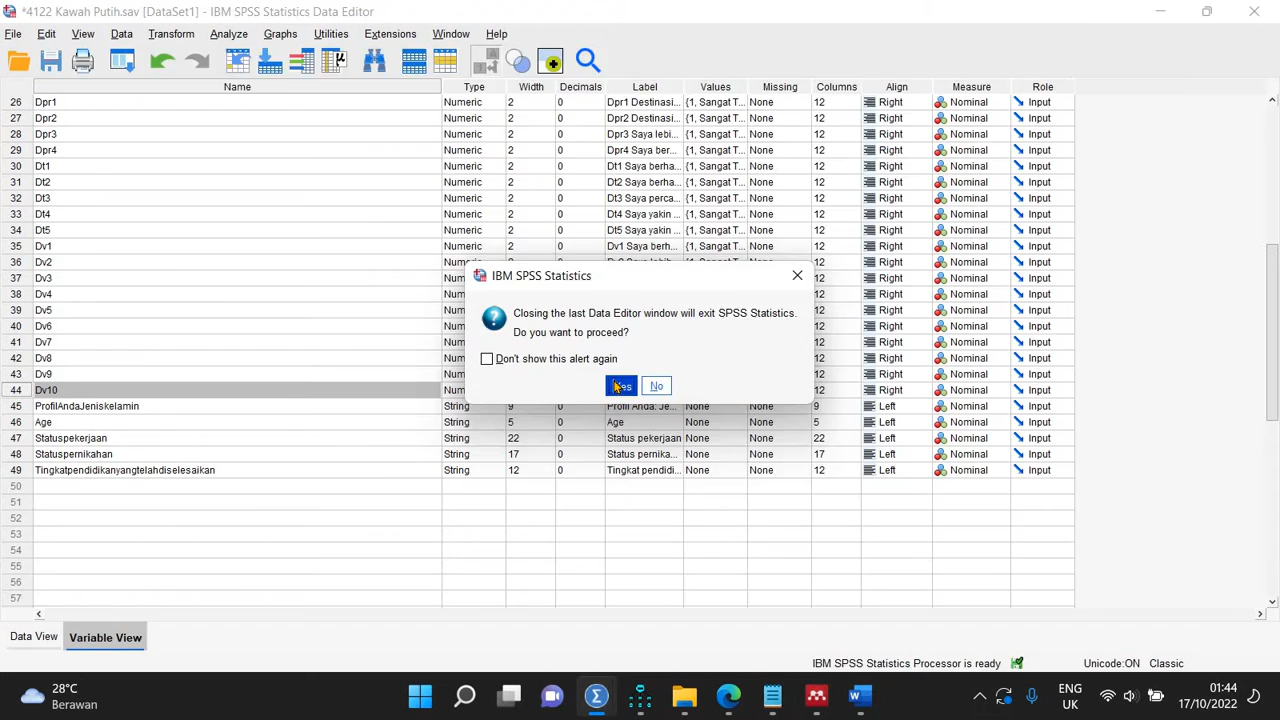 *4122 Kawah Putih.sav [DataSet1] - IBM SPSS Statistics Data Editor
File Edit View Data Transform Analyze Graphs Utilities Extensions Window Help
Name Type Width Decimals Label Values Missing Columns Align Measure Role
26 Dpr1 Numeric 2 0 Dpr1 Destinasi... {1, Sangat T... None 12 Right Nominal Input
27 Dpr2 Numeric 2 0 Dpr2 Destinasi... {1, Sangat T... None 12 Right Nominal Input
28 Dpr3 Numeric 2 0 Dpr3 Saya lebi... {1, Sangat T... None 12 Right Nominal Input
29 Dpr4 Numeric 2 0 Dpr4 Saya ber... {1, Sangat T... None 12 Right Nominal Input
30 Dt1 Numeric 2 0 Dt1 Saya berha... {1, Sangat T... None 12 Right Nominal Input
31 Dt2 Numeric 2 0 Dt2 Saya berha... {1, Sangat T... None 12 Right Nominal Input
32 Dt3 Numeric 2 0 Dt3 Saya perca... {1, Sangat T... None 12 Right Nominal Input
33 Dt4 Numeric 2 0 Dt4 Saya yakin ... {1, Sangat T... None 12 Right Nominal Input
34 Dt5 Numeric 2 0 Dt5 Saya yakin ... {1, Sangat T... None 12 Right Nominal Input
35 Dv1 Numeric 2 0 Dv1 Saya berh... {1, Sangat T... None 12 Right Nominal Input
36 Dv2 12 Right Nominal Input
37 Dv3 12 Right Nominal Input
38 Dv4 12 Right Nominal Input
39 Dv5 12 Right Nominal Input
40 Dv6 12 Right Nominal Input
41 Dv7 12 Right Nominal Input
42 Dv8 12 Right Nominal Input
43 Dv9 12 Right Nominal Input
44 Dv10 12 Right Nominal Input
45 ProfilAndaJeniskelamin String 9 0 Profil Anda: Je... None None 9 Left Nominal Input
46 Age String 5 0 Age None None 5 Left Nominal Input
47 Statuspekerjaan String 22 0 Status pekerjaan None None 22 Left Nominal Input
48 Statuspernikahan String 17 0 Status pernika... None None 17 Left Nominal Input
49 Tingkatpendidikanyangtelahdiselesaikan String 12 0 Tingkat pendidi... None None 12 Left Nominal Input
50
51
52
53
54
55
56
57
IBM SPSS Statistics
Closing the last Data Editor window will exit SPSS Statistics.
Do you want to proceed?
Don't show this alert again
Yes No
Data View Variable View
IBM SPSS Statistics Processor is ready Unicode:ON Classic
28°C
Berawan
ENG
UK
01:44
17/10/2022